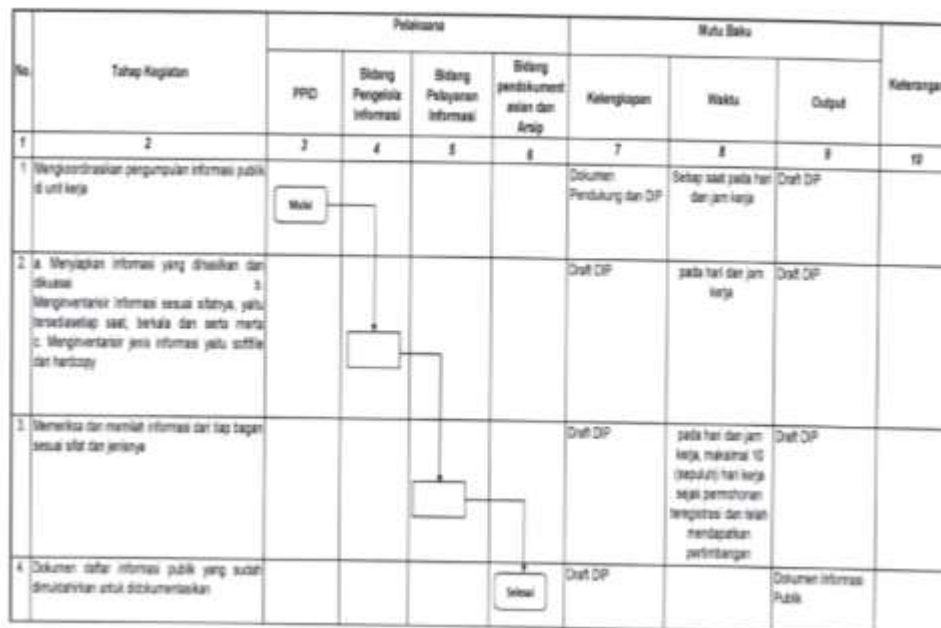 No.
Tahap Kegiatan
Pelaksana
Mutu Baku
Keterangan
PPID
Bidang
Pengelola
Informasi
Bidang
Pelayanan
Informasi
Bidang
pendokument
asian dan
Arsip
Kelengkapan
Waktu
Output
1 2 3 4 5 6 7 8 9 10
1. Mengkoordinasikan pengumpulan informasi publik
di unit kerja
Mulai
Dokumen
Pendukung dan DIP
Setiap saat pada hari
dan jam kerja
Draft DIP
2. a. Menyiapkan informasi yang dihasilkan dan
dikuasai b.
Menginventarisir informasi sesuai sifatnya, yaitu
tersediasetiap saat, berkala dan serta merta
c. Menginventarisir jenis informasi yaitu softfile
dan hardcopy
Draft DIP
pada hari dan jam
kerja
Draft DIP
3. Memeriksa dan memilah informasi dari tiap bagian
sesuai sifat dan jenisnya
Draft DIP
pada hari dan jam
kerja, maksimal 10
(sepuluh) hari kerja
sejak permohonan
teregistrasi dan telah
mendapatkan
pertimbangan
Draft DIP
4. Dokumen daftar informasi publik yang sudah
dimutahirkan untuk didokumentasikan
Selesai
Draft DIP
Dokumen Informasi
Publik